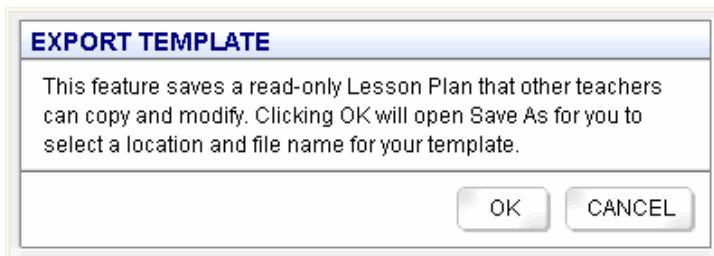 EXPORT TEMPLATE
This feature saves a read-only Lesson Plan that other teachers
can copy and modify. Clicking OK will open Save As for you to
select a location and file name for your template.
OK CANCEL